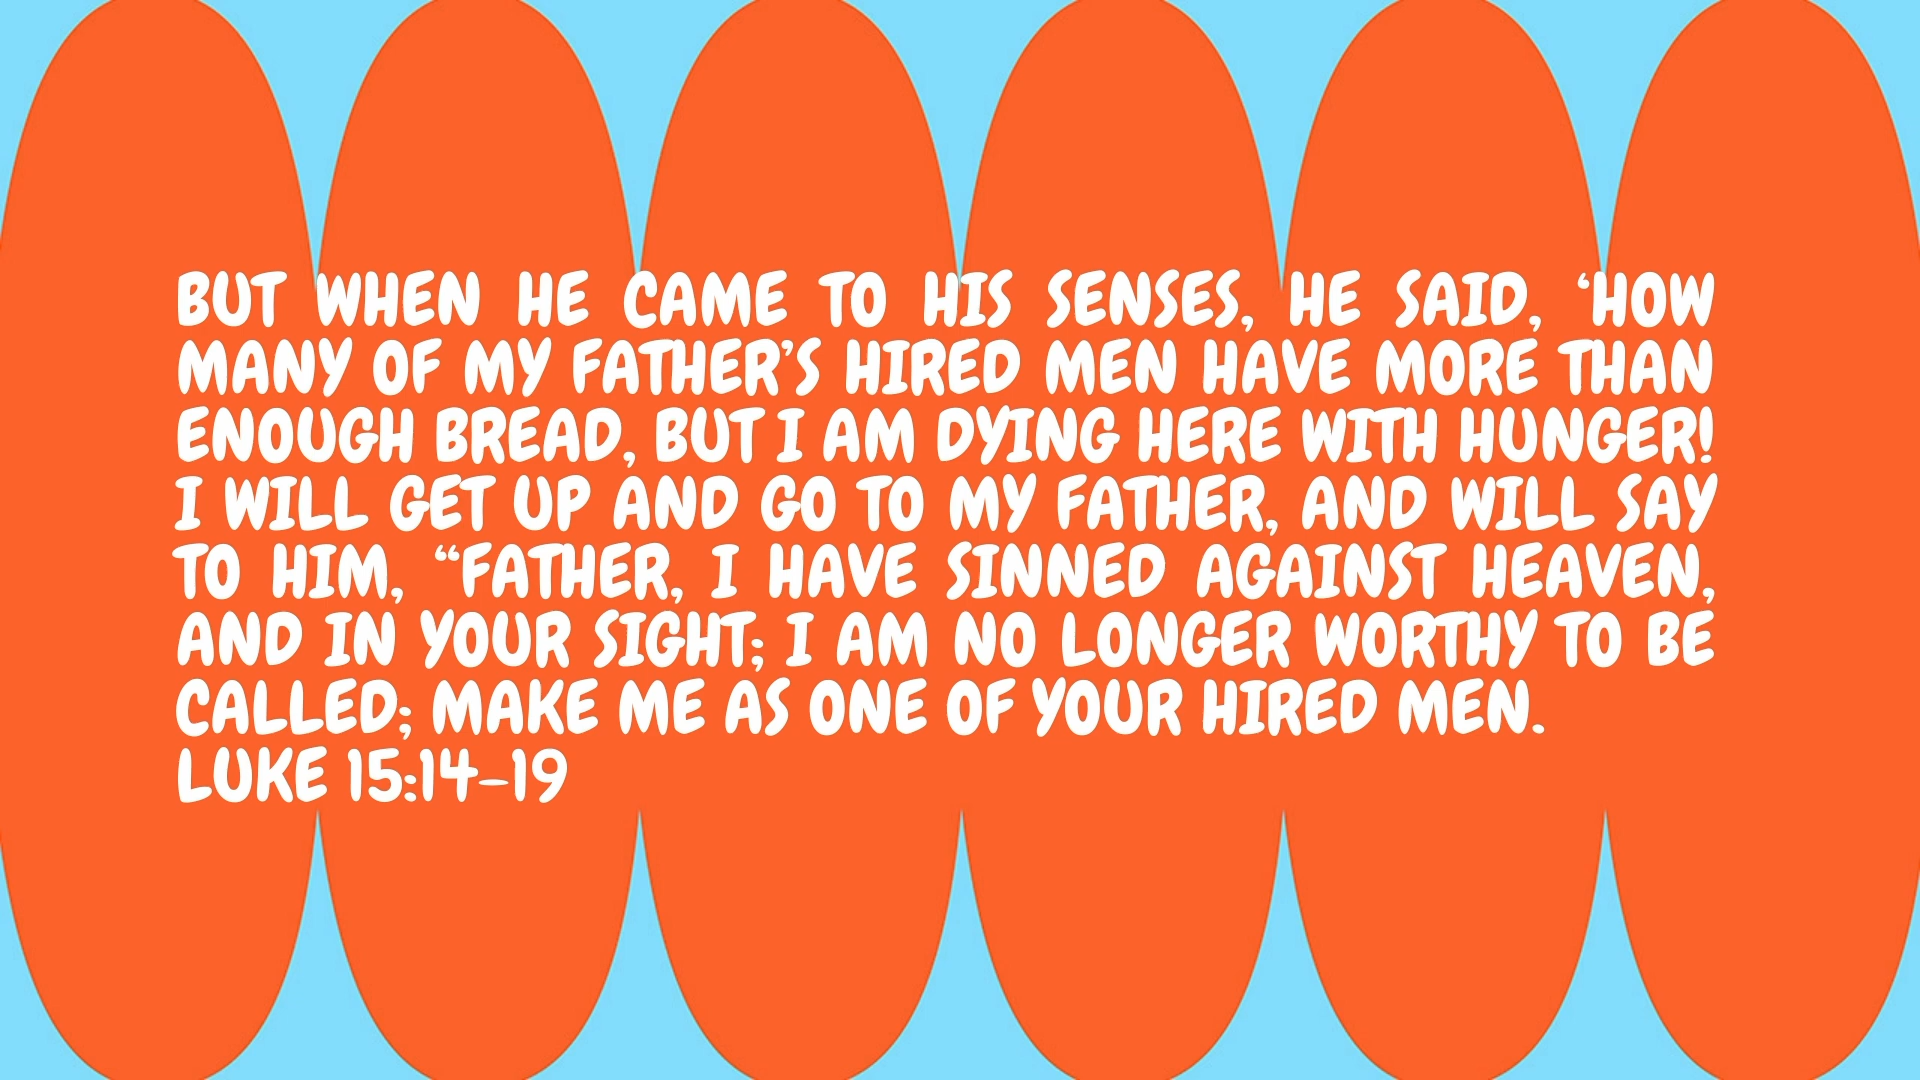 BUT WHEN HE CAME TO HIS SENSES, HE SAID, ‘HOW
MANY OF MY FATHER’S HIRED MEN HAVE MORE THAN
ENOUGH BREAD, BUT I AM DYING HERE WITH HUNGER!
I WILL GET UP AND GO TO MY FATHER, AND WILL SAY
TO HIM, “FATHER, I HAVE SINNED AGAINST HEAVEN,
AND IN YOUR SIGHT; I AM NO LONGER WORTHY TO BE
CALLED; MAKE ME AS ONE OF YOUR HIRED MEN.
LUKE 15:14–19